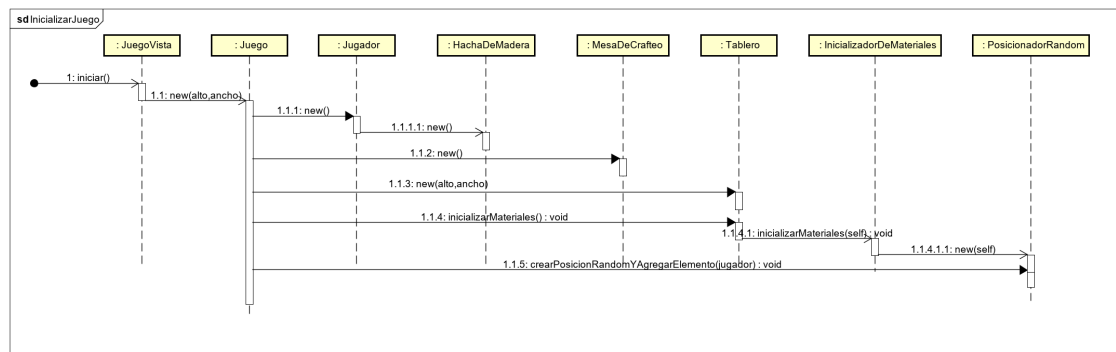 sd InicializarJuego
: JuegoVista
: Juego
: Jugador
: HachaDeMadera
: MesaDeCrafteo
: Tablero
: InicializadorDeMateriales
: PosicionadorRandom
1: iniciar()
1.1: new(alto,ancho)
1.1.1: new()
1.1.1.1: new()
1.1.2: new()
1.1.3: new(alto,ancho)
1.1.4: inicializarMateriales() : void
1.1.4.1: inicializarMateriales(self) : void
1.1.4.1.1: new(self)
1.1.5: crearPosicionRandomYAgregarElemento(jugador) : void